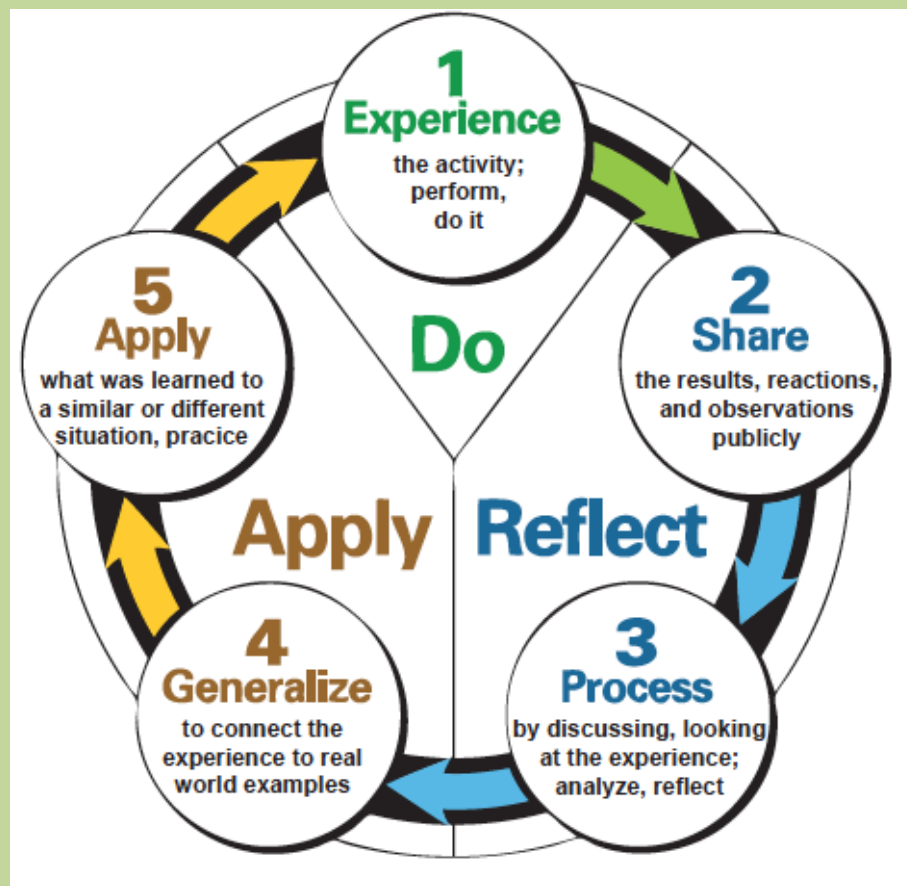 1
Experience
the activity;
perform,
do it
Do
2
Share
the results, reactions,
and observations
publicly
Reflect
3
Process
by discussing, looking
at the experience;
analyze, reflect
4
Generalize
to connect the
experience to real
world examples
Apply
5
Apply
what was learned to
a similar or different
situation, pracice